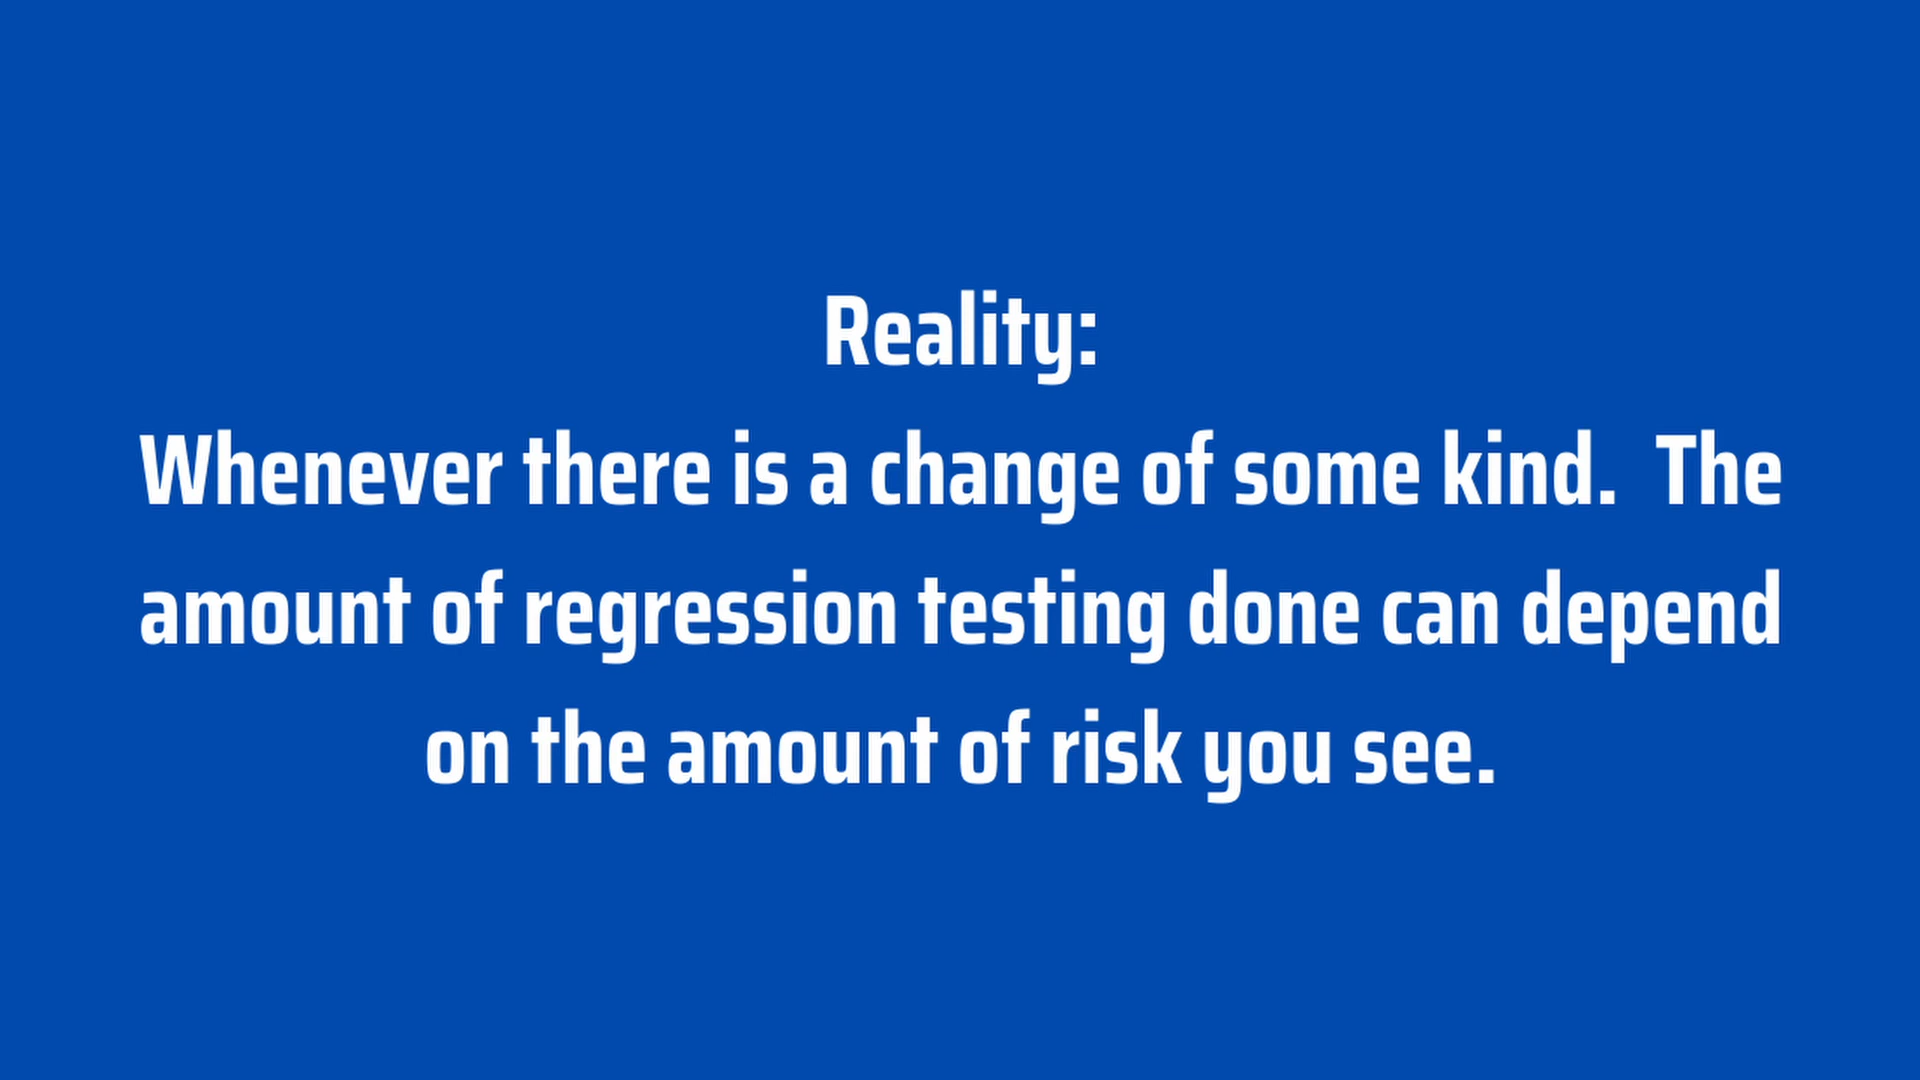 Reality:
Whenever there is a change of some kind.  The
amount of regression testing done can depend
on the amount of risk you see.